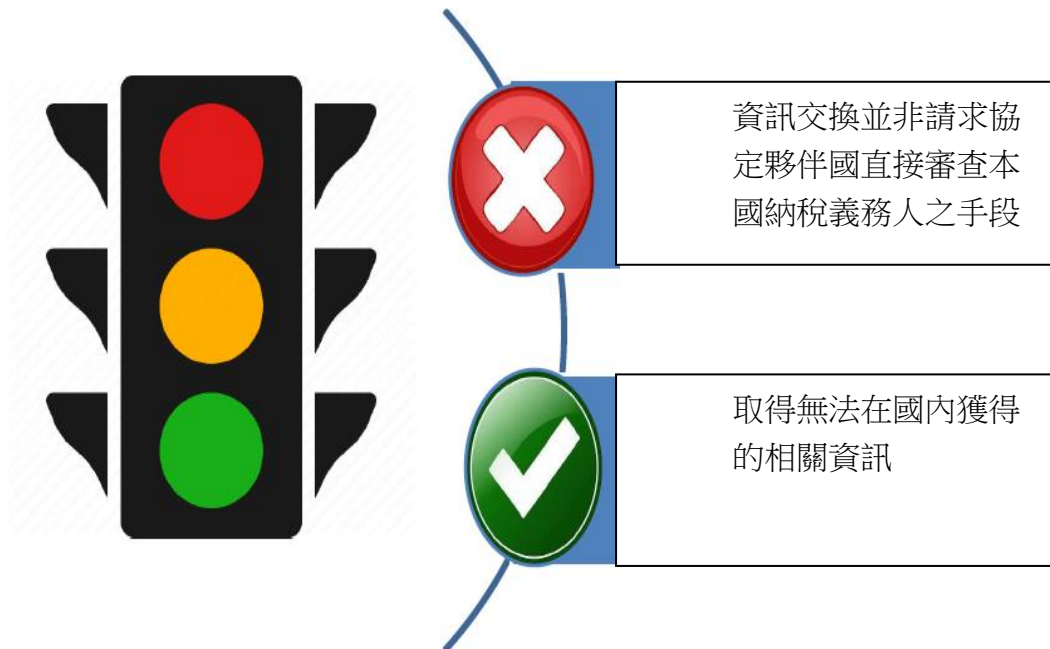 資訊交換並非請求協
定夥伴國直接審查本
國納稅義務人之手段
取得無法在國內獲得
的相關資訊